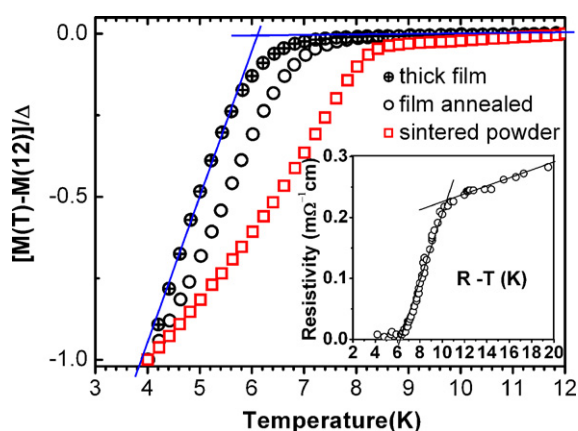 [M(T)-M(12)]/Δ
0.0
-0.5
-1.0
thick film
film annealed
sintered powder
Resistivity (mΩ⁻¹ cm)
0.3
0.2
0.1
0.0
R -T (K)
2 4 6 8 10 12 14 16 18 20
3 4 5 6 7 8 9 10 11 12
Temperature(K)